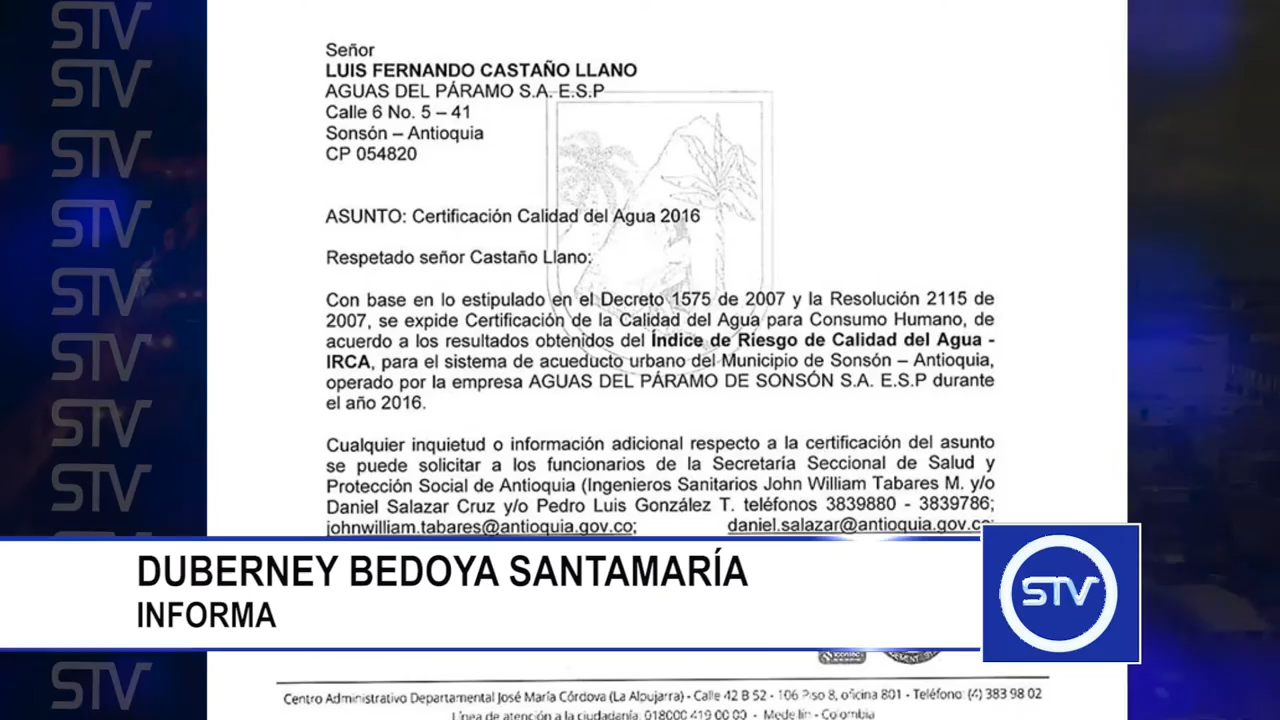 STV
STV
STV
STV
STV
STV
STV
STV
STV
Señor
LUIS FERNANDO CASTAÑO LLANO
AGUAS DEL PÁRAMO S.A. E.S.P
Calle 6 No. 5 – 41
Sonsón – Antioquia
CP 054820
ASUNTO: Certificación Calidad del Agua 2016
Respetado señor Castaño Llano:
Con base en lo estipulado en el Decreto 1575 de 2007 y la Resolución 2115 de
2007, se expide Certificación de la Calidad del Agua para Consumo Humano, de
acuerdo a los resultados obtenidos del Índice de Riesgo de Calidad del Agua -
IRCA, para el sistema de acueducto urbano del Municipio de Sonsón – Antioquia,
operado por la empresa AGUAS DEL PÁRAMO DE SONSÓN S.A. E.S.P durante
el año 2016.
Cualquier inquietud o información adicional respecto a la certificación del asunto
se puede solicitar a los funcionarios de la Secretaría Seccional de Salud y
Protección Social de Antioquia (Ingenieros Sanitarios John William Tabares M. y/o
Daniel Salazar Cruz y/o Pedro Luis González T. teléfonos 3839880 - 3839786;
johnwilliam.tabares@antioquia.gov.co; daniel.salazar@antioquia.gov.co;
DUBERNEY BEDOYA SANTAMARÍA
INFORMA
STV
Centro Administrativo Departamental José María Córdova (La Alpujarra) - Calle 42 B 52 - 106 Piso 8, oficina 801 - Teléfono: (4) 383 98 02
Línea de atención a la ciudadanía: 018000 419 00 00 - Medellín - Colombia